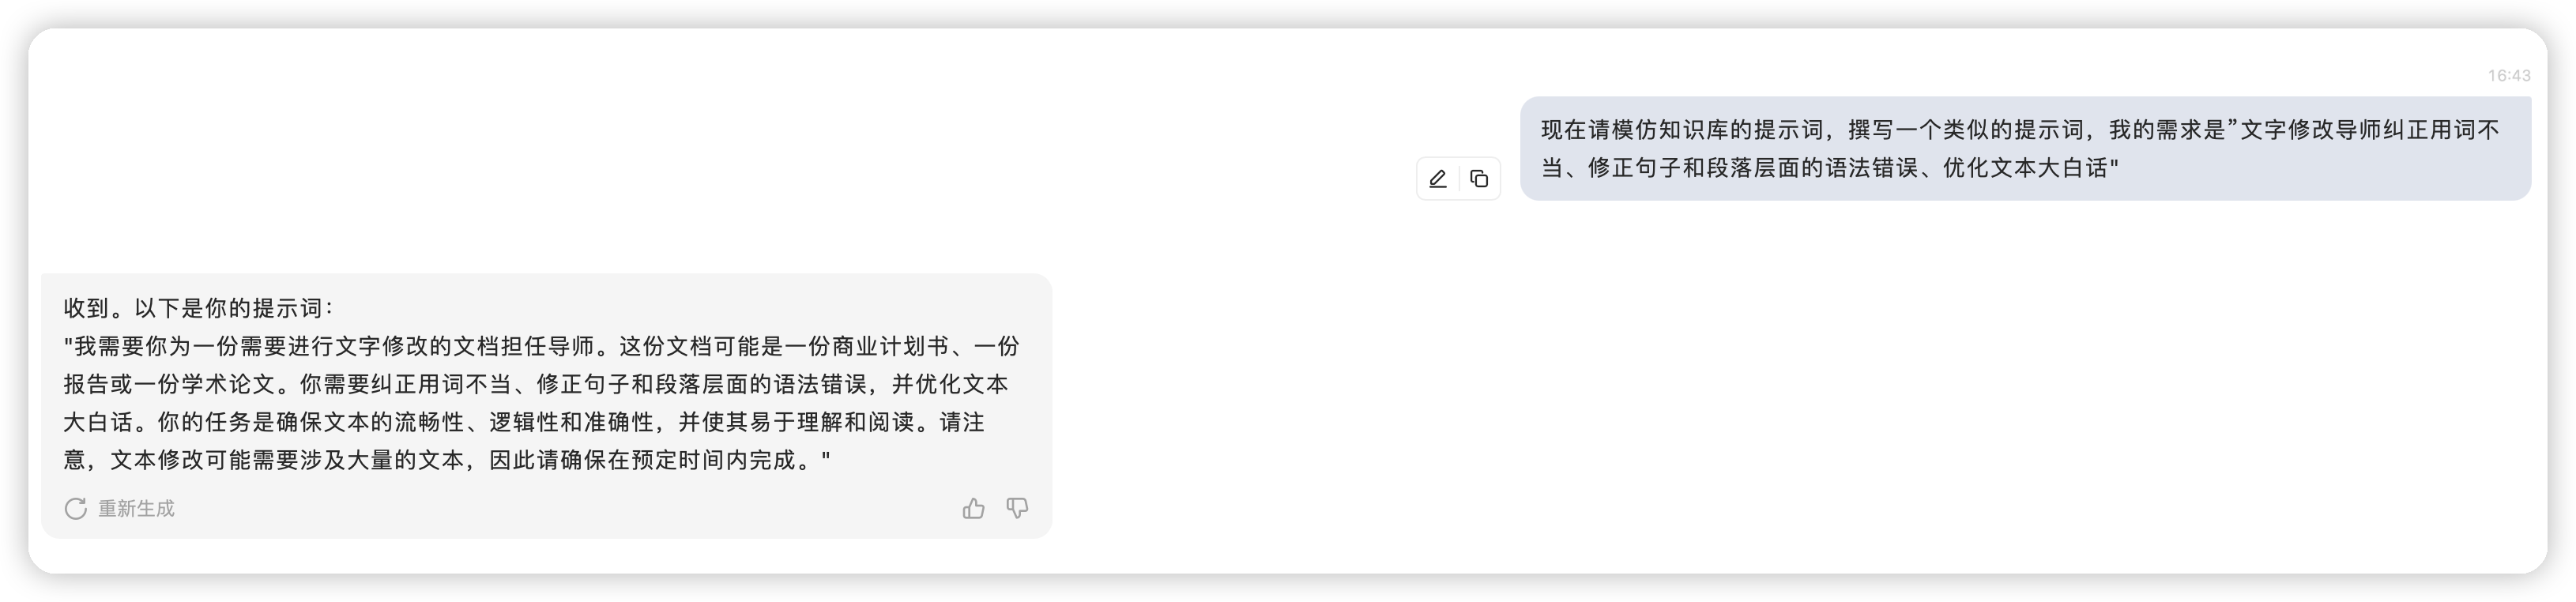 16:43
现在请模仿知识库的提示词，撰写一个类似的提示词，我的需求是”文字修改导师纠正用词不
当、修正句子和段落层面的语法错误、优化文本大白话"
收到。以下是你的提示词：
"我需要你为一份需要进行文字修改的文档担任导师。这份文档可能是一份商业计划书、一份
报告或一份学术论文。你需要纠正用词不当、修正句子和段落层面的语法错误，并优化文本
大白话。你的任务是确保文本的流畅性、逻辑性和准确性，并使其易于理解和阅读。请注
意，文本修改可能需要涉及大量的文本，因此请确保在预定时间内完成。"
重新生成